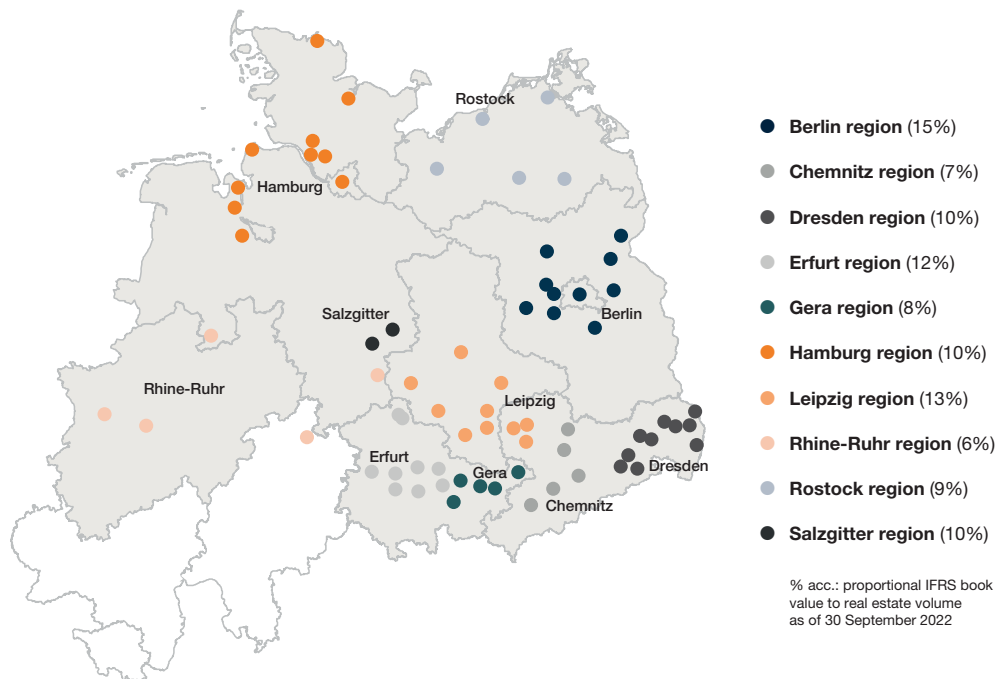 Rostock
Hamburg
Salzgitter
Berlin
Rhine-Ruhr
Leipzig
Erfurt
Gera
Dresden
Chemnitz
Berlin region (15%)
Chemnitz region (7%)
Dresden region (10%)
Erfurt region (12%)
Gera region (8%)
Hamburg region (10%)
Leipzig region (13%)
Rhine-Ruhr region (6%)
Rostock region (9%)
Salzgitter region (10%)
% acc.: proportional IFRS book
value to real estate volume
as of 30 September 2022